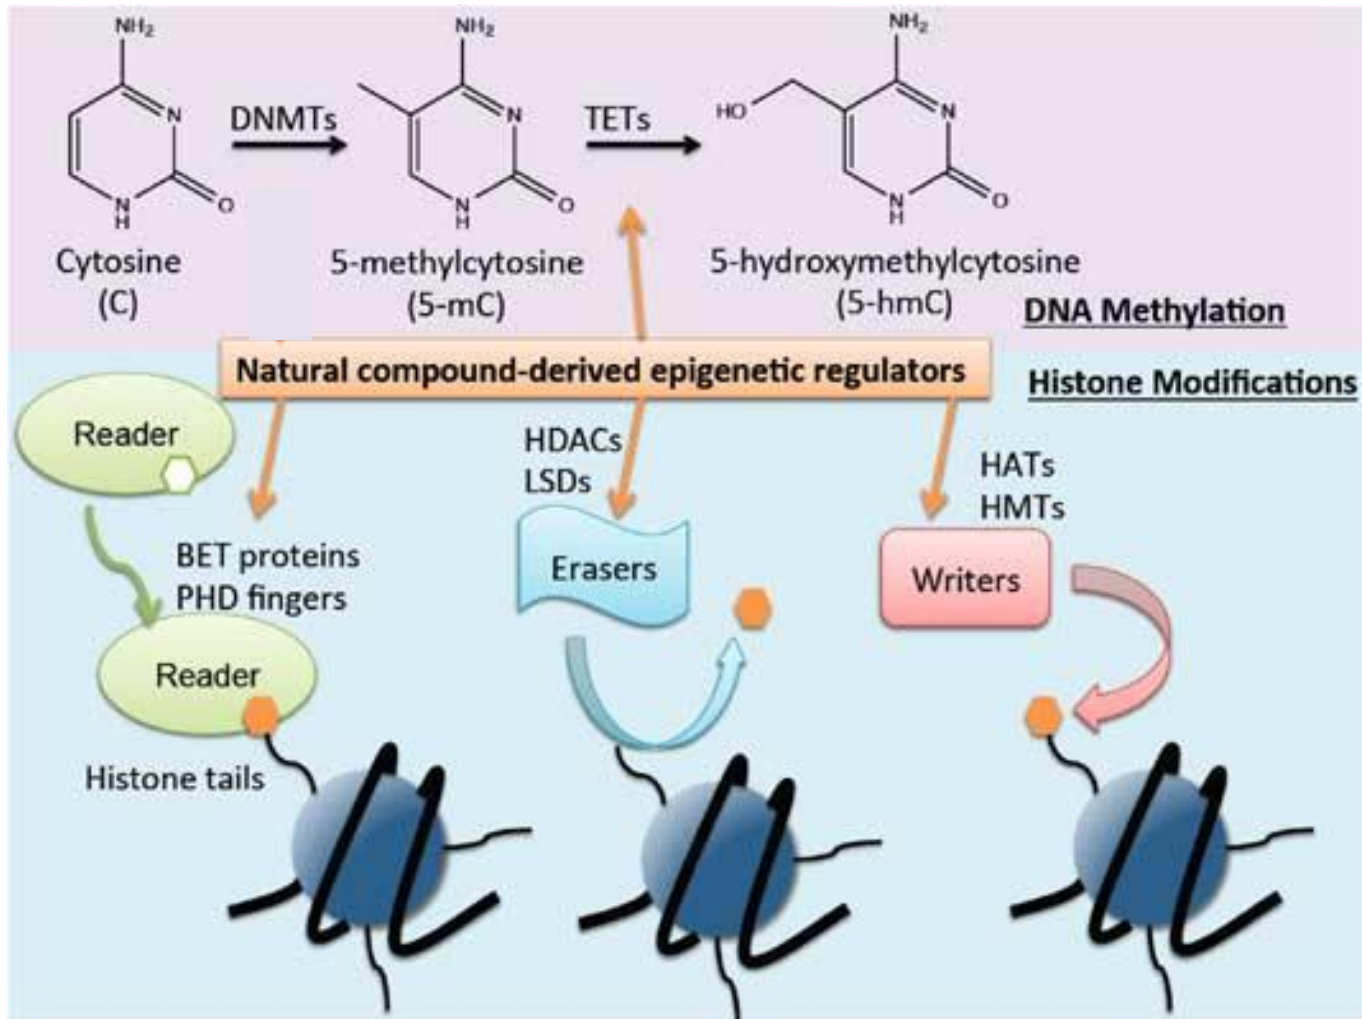 NH₂
N
N
H
O
DNMTs
NH₂
N
N
H
O
TETs
NH₂
HO
N
N
H
O
Cytosine
(C)
5-methylcytosine
(5-mC)
5-hydroxymethylcytosine
(5-hmC)
DNA Methylation
Natural compound-derived epigenetic regulators
Histone Modifications
Reader
BET proteins
PHD fingers
Reader
Histone tails
HDACs
LSDs
Erasers
HATs
HMTs
Writers